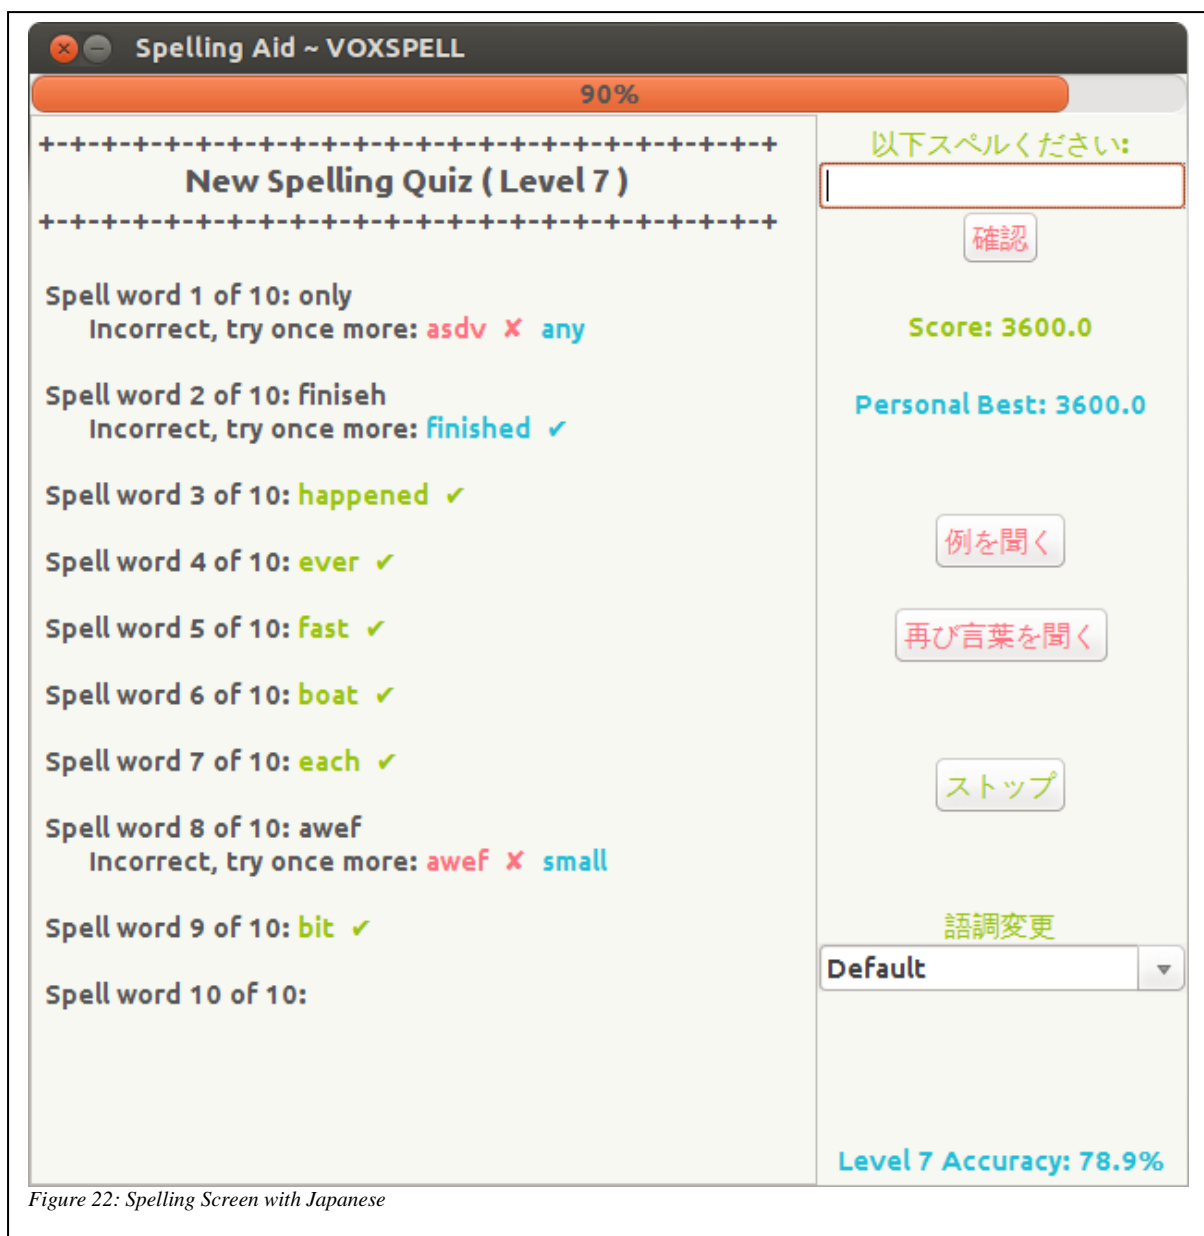 Spelling Aid ~ VOXSPELL
90%
+-+-+-+-+-+-+-+-+-+-+-+-+-+-+-+-+-+-+-+-+-+-+-+
New Spelling Quiz ( Level 7 )
+-+-+-+-+-+-+-+-+-+-+-+-+-+-+-+-+-+-+-+-+-+-+-+
Spell word 1 of 10: only
Incorrect, try once more: asdv ✘ any
Spell word 2 of 10: finiseh
Incorrect, try once more: finished ✔
Spell word 3 of 10: happened ✔
Spell word 4 of 10: ever ✔
Spell word 5 of 10: fast ✔
Spell word 6 of 10: boat ✔
Spell word 7 of 10: each ✔
Spell word 8 of 10: awef
Incorrect, try once more: awef ✘ small
Spell word 9 of 10: bit ✔
Spell word 10 of 10:
以下スペルください:
確認
Score: 3600.0
Personal Best: 3600.0
例を聞く
再び言葉を聞く
ストップ
語調変更
Default
Level 7 Accuracy: 78.9%
Figure 22: Spelling Screen with Japanese